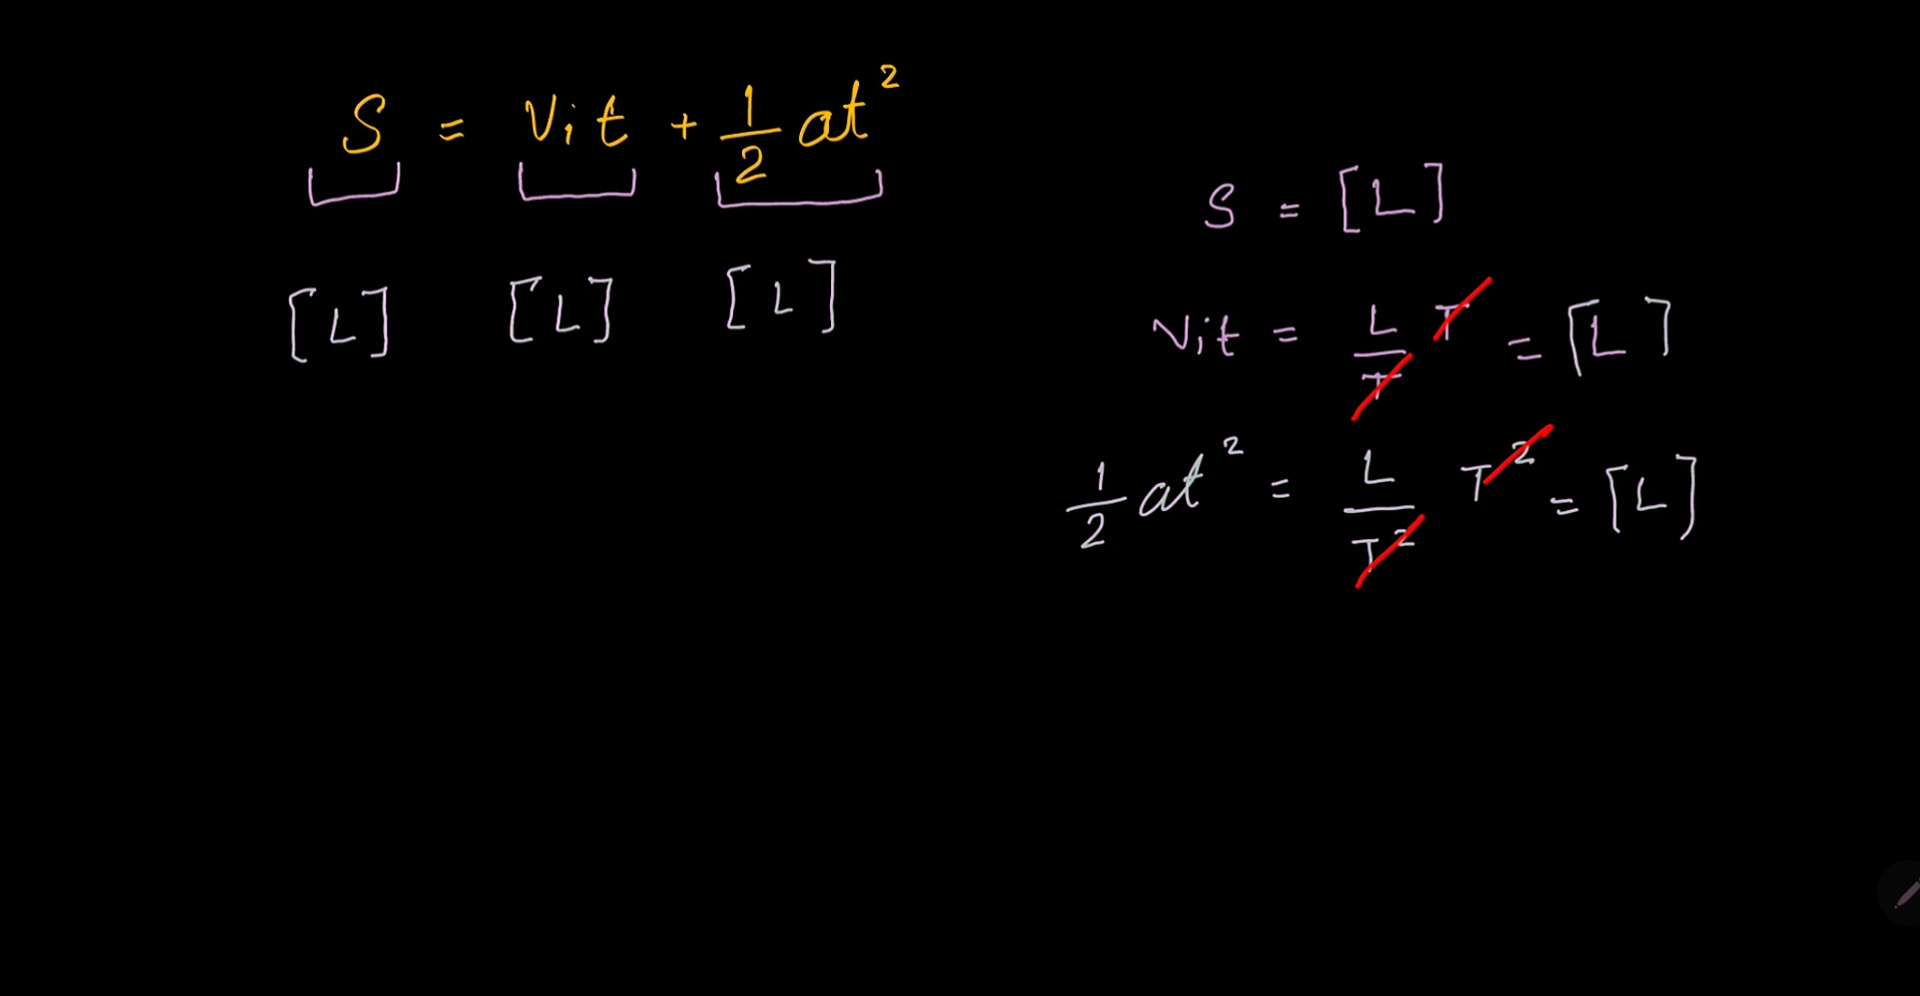 S = Vit + 1/2 at²
[L] [L] [L]
S = [L]
Vit = L/T T = [L]
1/2 at² = L/T² T² = [L]